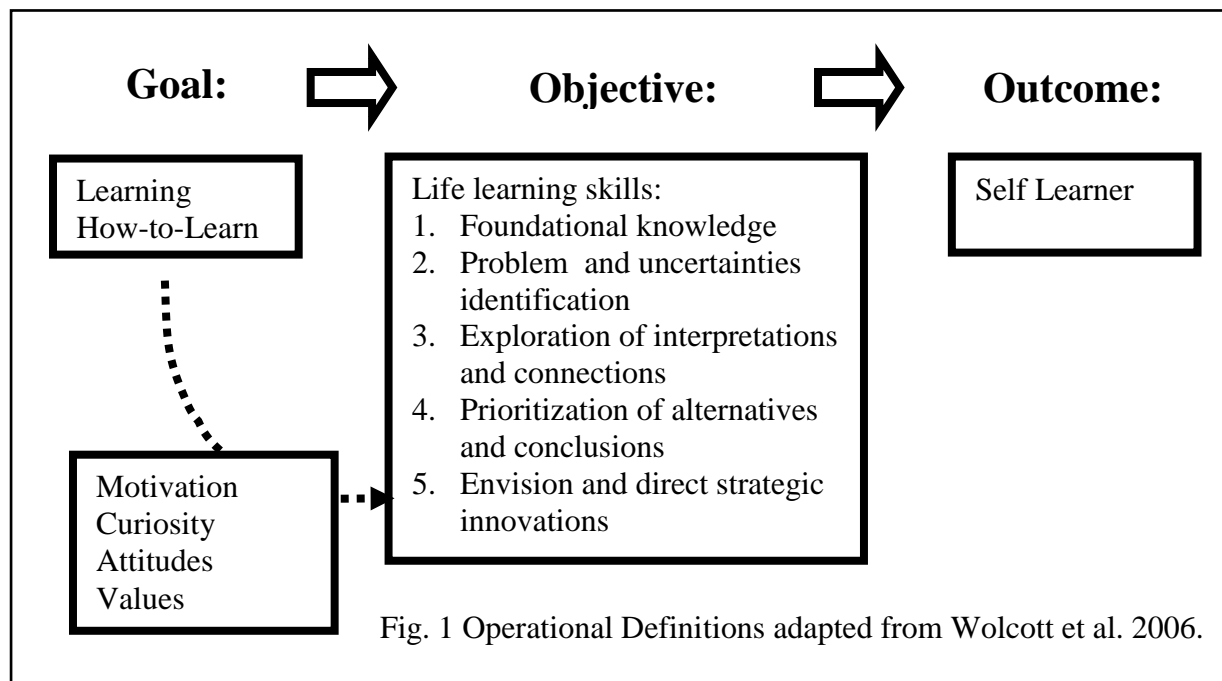 Goal:
Objective:
Outcome:
Learning
How-to-Learn
Life learning skills:
1. Foundational knowledge
2. Problem and uncertainties
identification
3. Exploration of interpretations
and connections
4. Prioritization of alternatives
and conclusions
5. Envision and direct strategic
innovations
Self Learner
Motivation
Curiosity
Attitudes
Values
Fig. 1 Operational Definitions adapted from Wolcott et al. 2006.